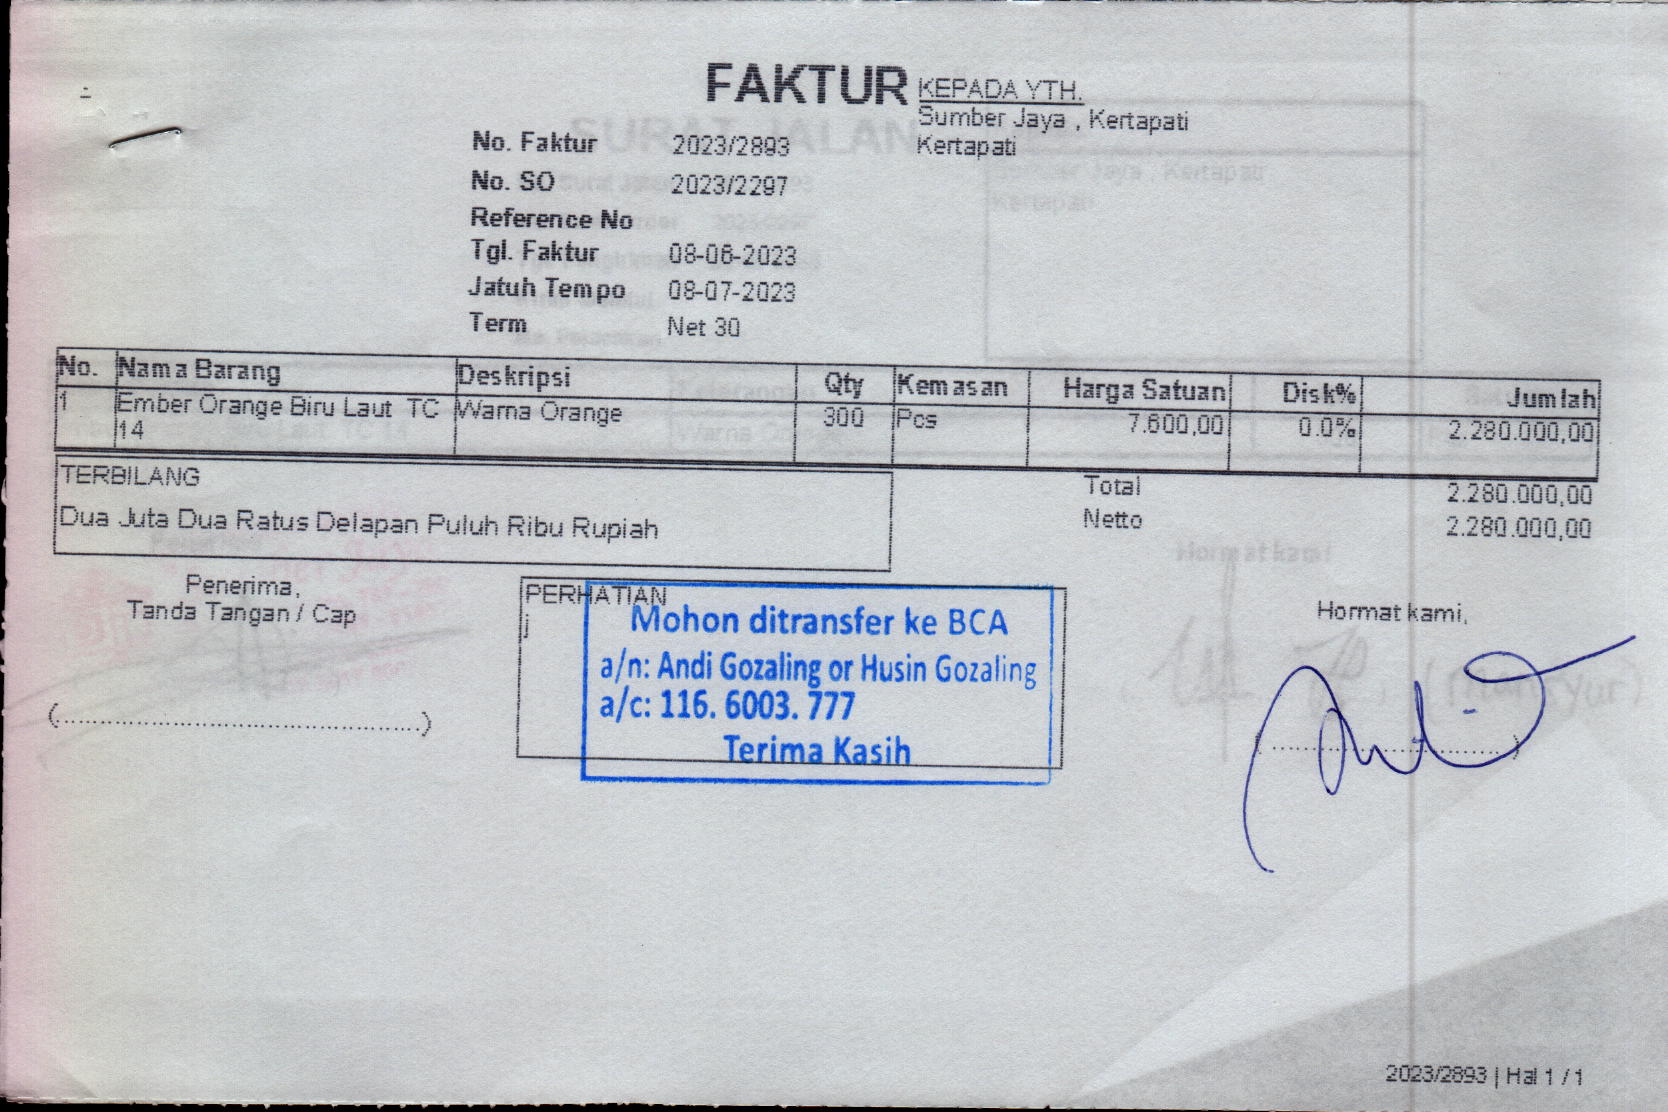 FAKTUR
KEPADA YTH.
Sumber Jaya , Kertapati
Kertapati
No. Faktur 2023/2893
No. SO 2023/2297
Reference No
Tgl. Faktur 08-06-2023
Jatuh Tempo 08-07-2023
Term Net 30
No. Nama Barang Deskripsi Qty Kemasan Harga Satuan Disk% Jumlah
1 Ember Orange Biru Laut TC Warna Orange 300 Pcs 7.600,00 0.0% 2.280.000,00
14
TERBILANG
Dua Juta Dua Ratus Delapan Puluh Ribu Rupiah
Total 2.280.000,00
Netto 2.280.000,00
Penerima,
Tanda Tangan / Cap
(..........................................................)
PERHATIAN
j
Mohon ditransfer ke BCA
a/n: Andi Gozaling or Husin Gozaling
a/c: 116. 6003. 777
Terima Kasih
Hormat kami,
(........................................)
2023/2893 | Hal 1 / 1